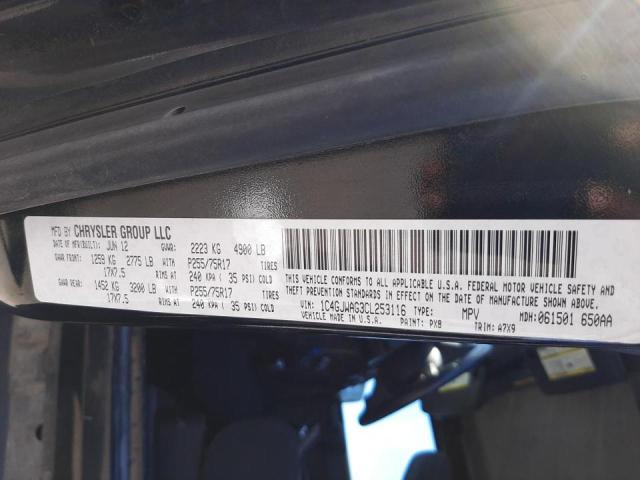 MFD BY CHRYSLER GROUP LLC
DATE OF MFR(BUILT): JUN 12 GVWR: 2223 KG 4900 LB
GAWR FRONT: 1259 KG 2775 LB WITH P255/75R17 TIRES
17X7.5 RIMS AT 240 KPA ( 35 PSI) COLD
GAWR REAR: 1452 KG 3200 LB WITH P255/75R17 TIRES
17X7.5 RIMS AT 240 KPA ( 35 PSI) COLD
THIS VEHICLE CONFORMS TO ALL APPLICABLE U.S.A. FEDERAL MOTOR VEHICLE SAFETY AND
THEFT PREVENTION STANDARDS IN EFFECT ON THE DATE OF MANUFACTURE SHOWN ABOVE.
VIN: 1C4GJWAG3CL253116 TYPE: MPV MDH: 061501 650AA
VEHICLE MADE IN U.S.A. PAINT: PX8 TRIM: A7X9